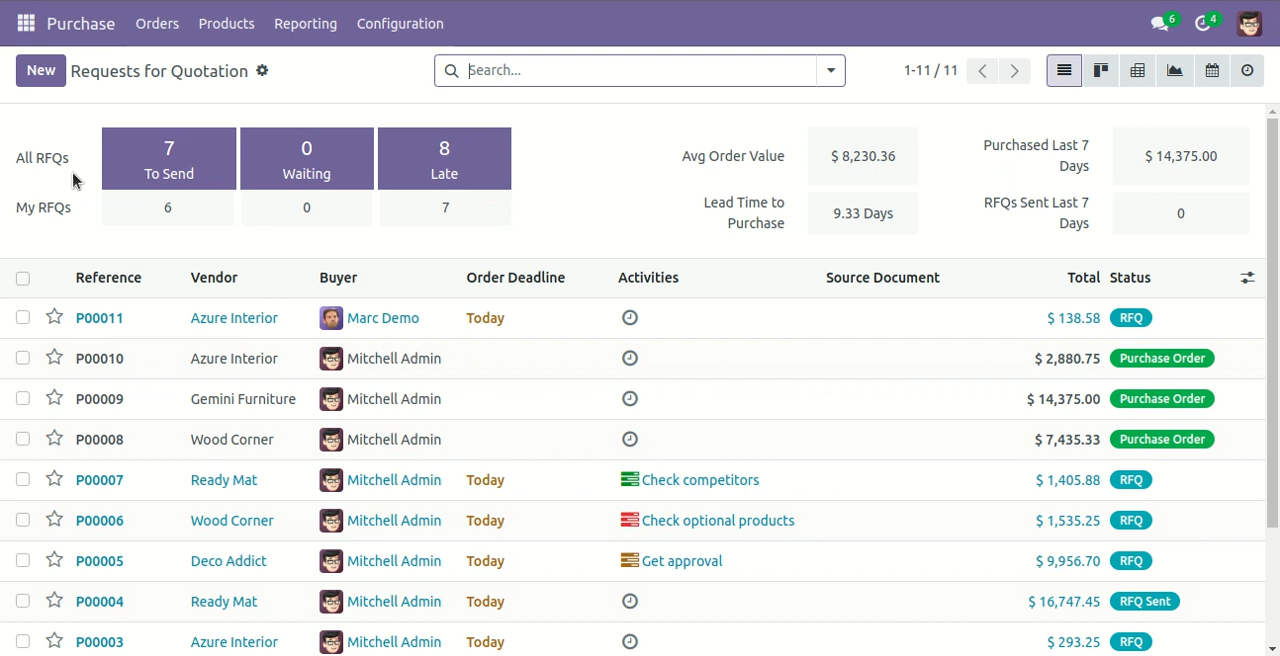 Purchase Orders Products Reporting Configuration 6 4
New Requests for Quotation Search... 1-11 / 11
All RFQs 7 To Send 0 Waiting 8 Late Avg Order Value $ 8,230.36 Purchased Last 7 Days $ 14,375.00
My RFQs 6 0 7 Lead Time to Purchase 9.33 Days RFQs Sent Last 7 Days 0
Reference Vendor Buyer Order Deadline Activities Source Document Total Status
P00011 Azure Interior Marc Demo Today $ 138.58 RFQ
P00010 Azure Interior Mitchell Admin $ 2,880.75 Purchase Order
P00009 Gemini Furniture Mitchell Admin $ 14,375.00 Purchase Order
P00008 Wood Corner Mitchell Admin $ 7,435.33 Purchase Order
P00007 Ready Mat Mitchell Admin Today Check competitors $ 1,405.88 RFQ
P00006 Wood Corner Mitchell Admin Today Check optional products $ 1,535.25 RFQ
P00005 Deco Addict Mitchell Admin Today Get approval $ 9,956.70 RFQ
P00004 Ready Mat Mitchell Admin Today $ 16,747.45 RFQ Sent
P00003 Azure Interior Mitchell Admin Today $ 293.25 RFQ